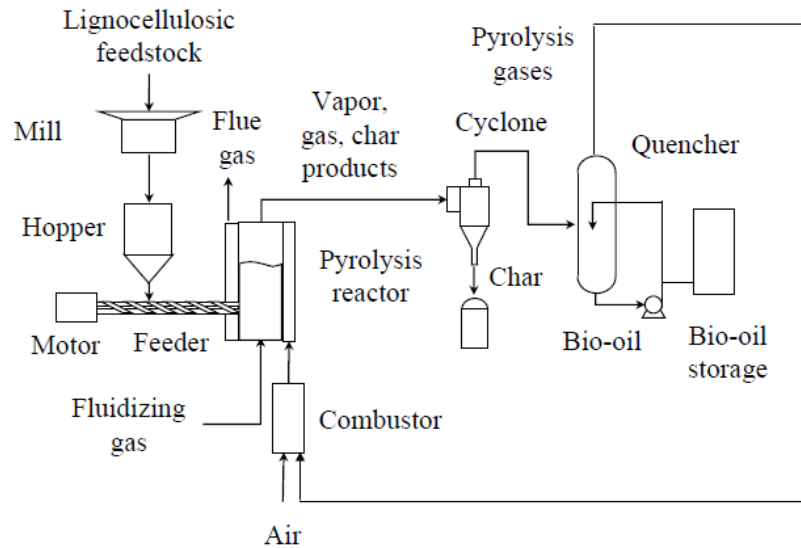 Lignocellulosic
feedstock
Mill
Hopper
Motor
Feeder
Flue
gas
Vapor,
gas, char
products
Pyrolysis
reactor
Fluidizing
gas
Combustor
Air
Cyclone
Char
Pyrolysis
gases
Quencher
Bio-oil
Bio-oil
storage